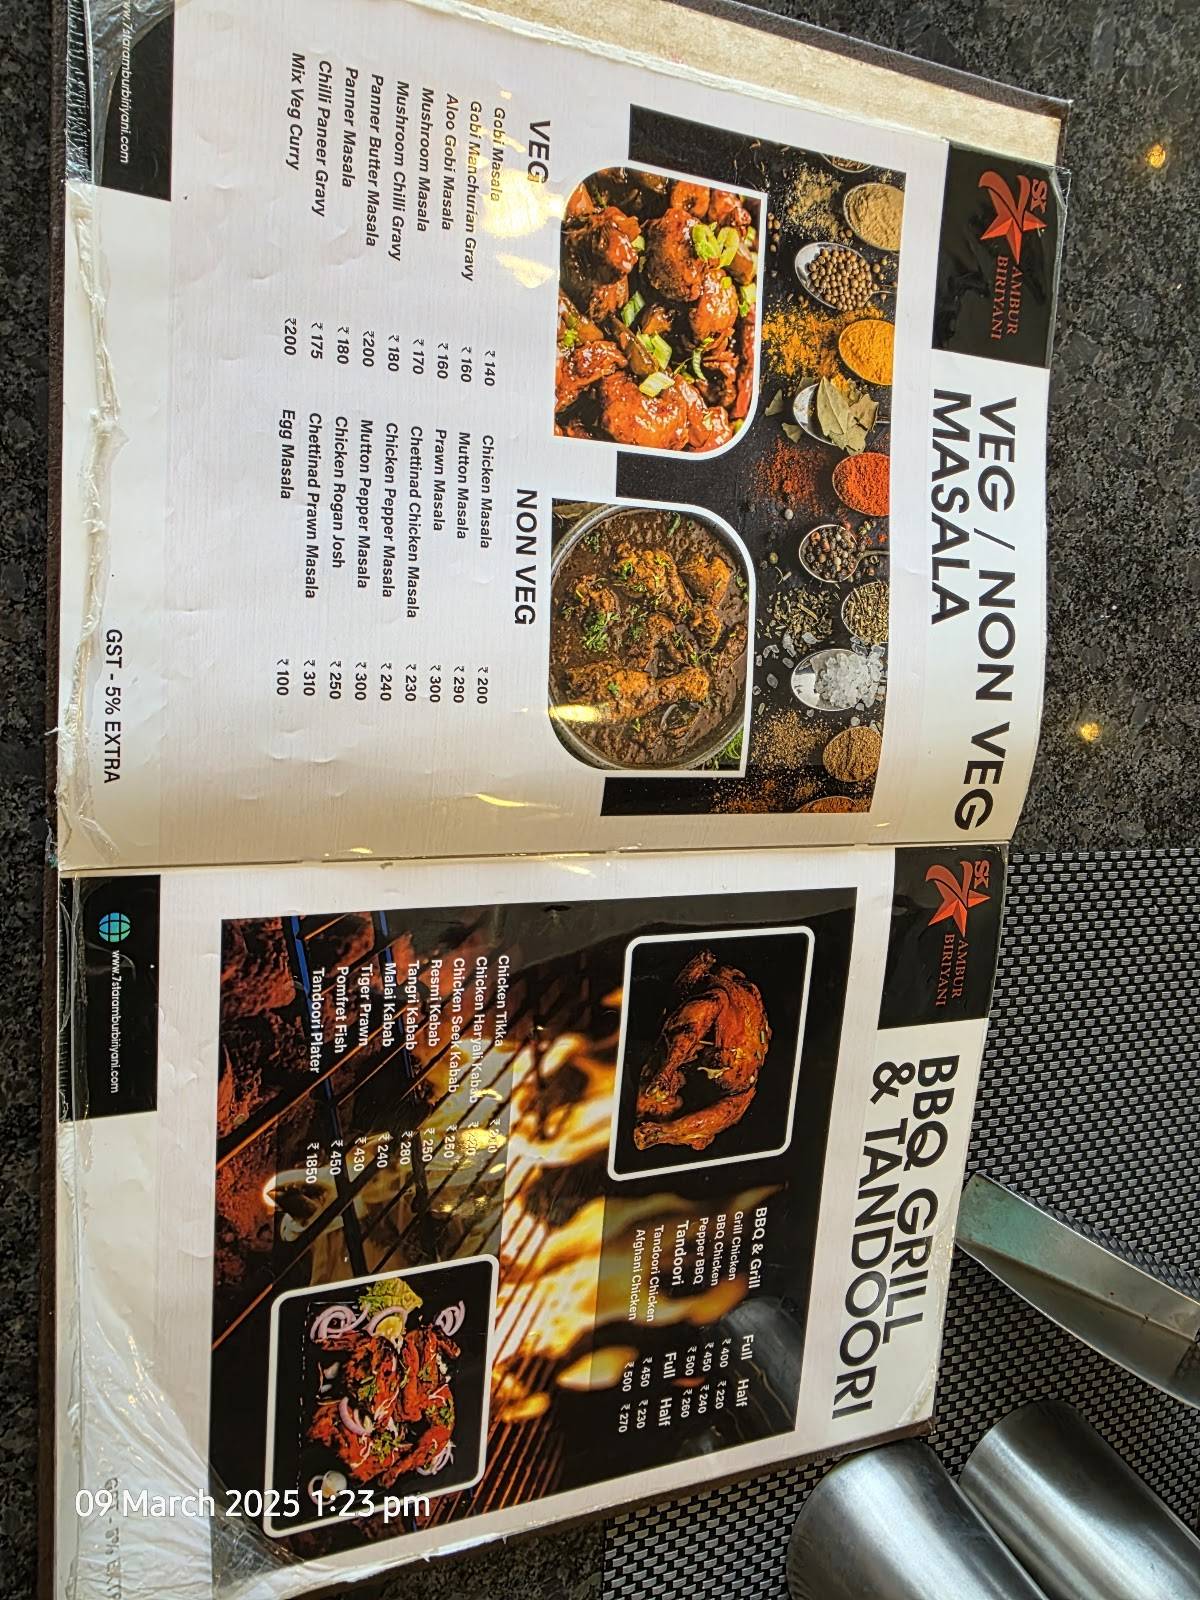 SK
AMBUR
BIRIYANI
VEG / NON VEG
MASALA
VEG
Gobi Masala ₹ 140
Gobi Manchurian Gravy ₹ 160
Aloo Gobi Masala ₹ 160
Mushroom Masala ₹ 170
Mushroom Chilli Gravy ₹ 180
Panner Butter Masala ₹200
Panner Masala ₹ 180
Chilli Paneer Gravy ₹ 175
Mix Veg Curry ₹200
NON VEG
Chicken Masala ₹ 200
Mutton Masala ₹ 290
Prawn Masala ₹ 300
Chettinad Chicken Masala ₹ 230
Chicken Pepper Masala ₹ 240
Mutton Pepper Masala ₹ 300
Chicken Rogan Josh ₹ 250
Chettinad Prawn Masala ₹ 310
Egg Masala ₹ 100
www.7starambur​biriyani.com
GST - 5% EXTRA
SK
AMBUR
BIRIYANI
BBQ GRILL
& TANDOORI
BBQ & Grill Full Half
Grill Chicken ₹ 400 ₹ 220
BBQ Chicken ₹ 450 ₹ 240
Pepper BBQ ₹ 500 ₹ 260
Tandoori Full Half
Tandoori Chicken ₹ 450 ₹ 230
Afghani Chicken ₹ 500 ₹ 270
Chicken Tikka
Chicken Haryali Kabab
Chicken Seek Kabab ₹ 250
Resmi Kebab ₹ 250
Tangri Kabab ₹ 280
Malai Kabab ₹ 240
Tiger Prawn ₹ 430
Pomfret Fish ₹ 450
Tandoori Plater ₹ 1850
www.7staramburbiriyani.com
09 March 2025 1:23 pm